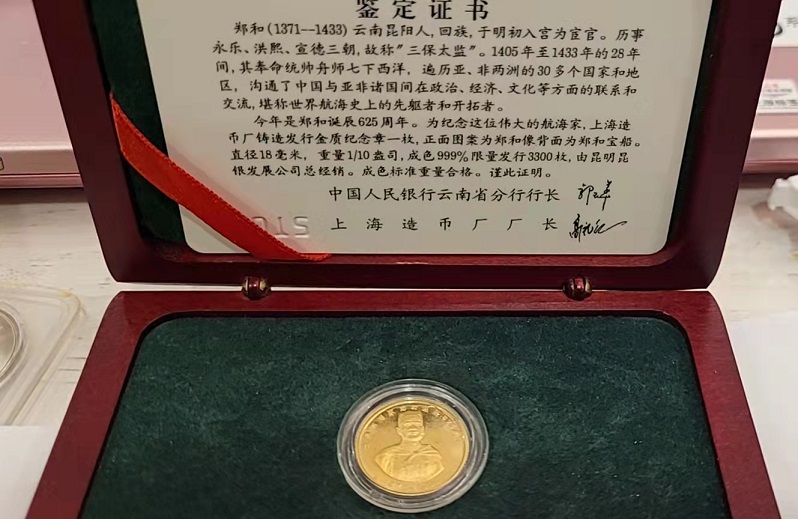 鉴定证书
郑和(1371--1433)云南昆阳人,回族,于明初入宫为宦官。历事
永乐、洪熙、宣德三朝,故称"三保太监"。1405年至1433年的28年
间,其奉命统帅舟师七下西洋,遍历亚、非两洲的30多个国家和地
区,沟通了中国与亚非诸国间在政治、经济、文化等方面的联系和
交流,堪称世界航海史上的先驱者和开拓者。
今年是郑和诞辰625周年。为纪念这位伟大的航海家,上海造
币厂铸造发行金质纪念章一枚,正面图案为郑和像背面为郑和宝船。
直径18毫米,重量1/10盎司,成色999%限量发行3300枚,由昆明昆
银发展公司总经销。成色标准重量合格。谨此证明。
中国人民银行云南省分行行长
上海造币厂厂长